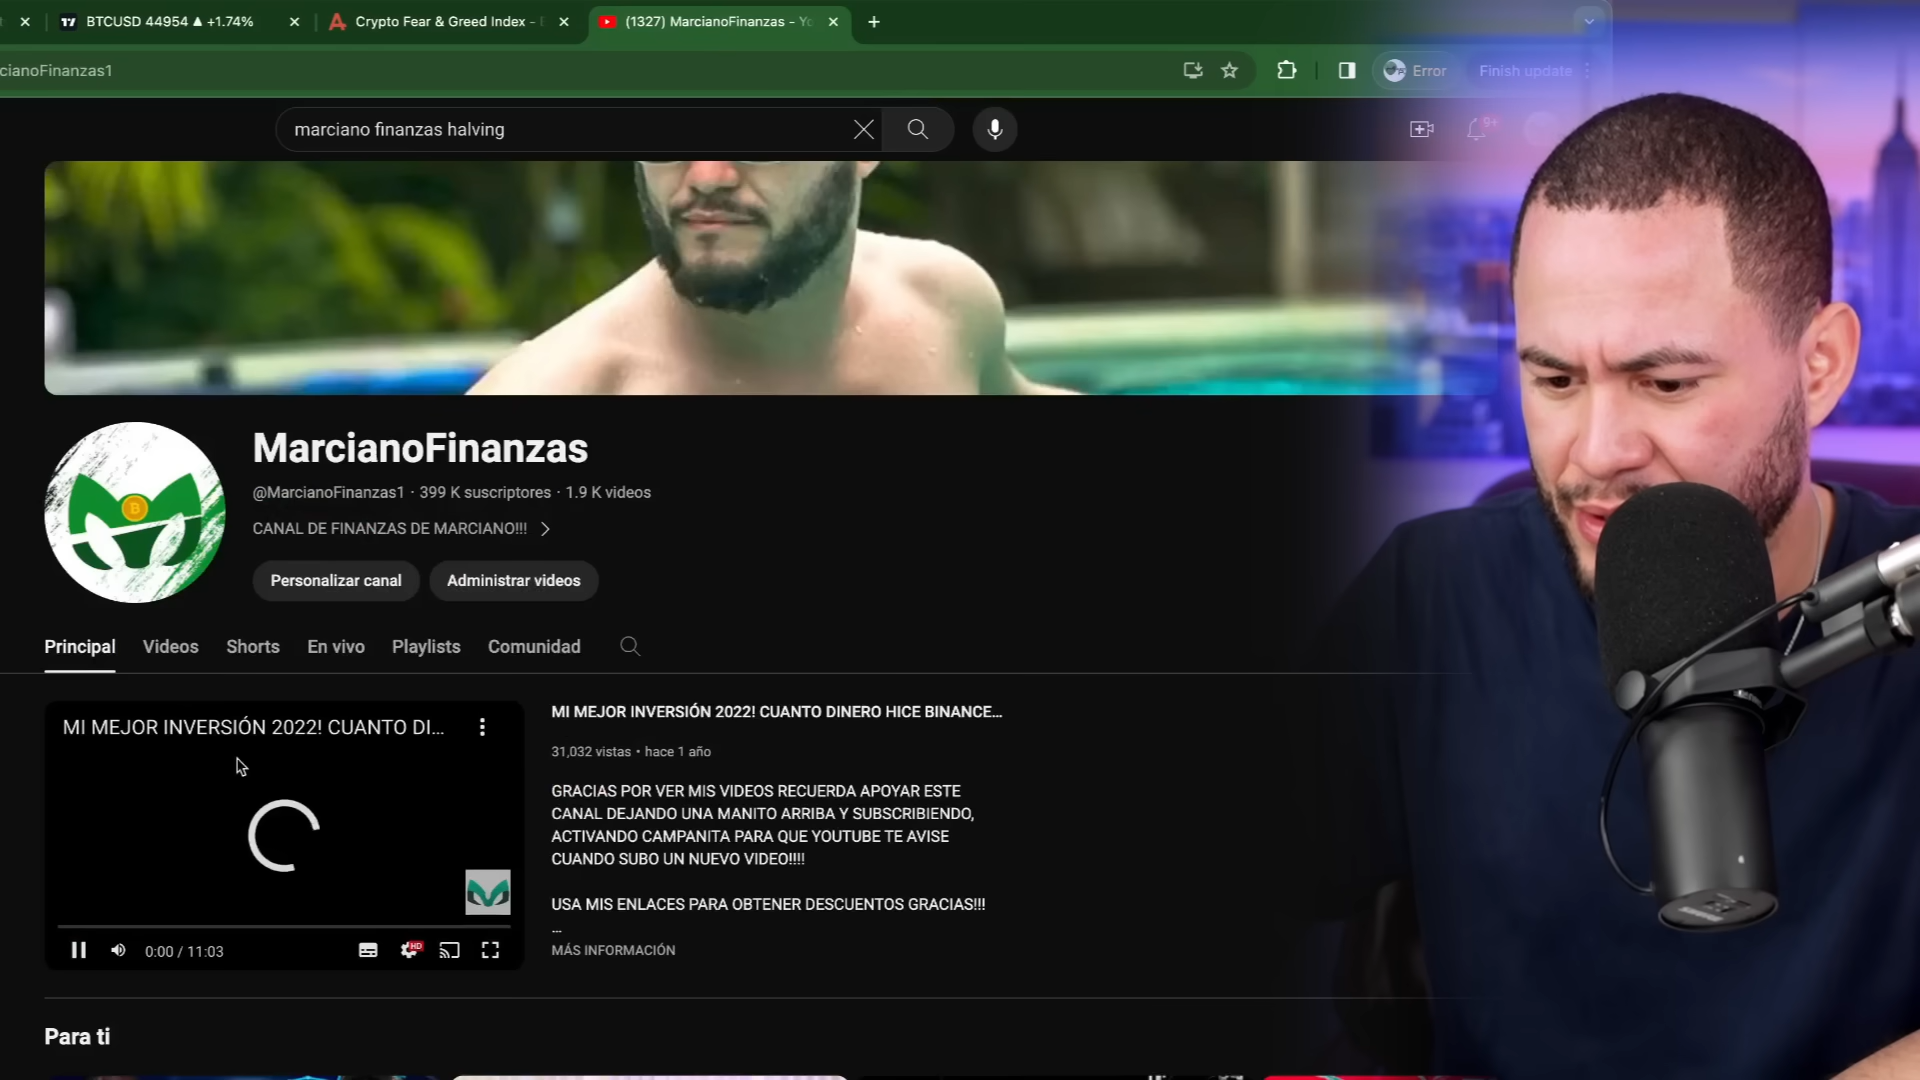 BTCUSD 44954 ▲ +1.74%
Crypto Fear & Greed Index -
(1327) MarcianoFinanzas -
cianoFinanzas1
Error
Finish update
marciano finanzas halving
9+
MarcianoFinanzas
@MarcianoFinanzas1 · 399 K suscriptores · 1.9 K videos
CANAL DE FINANZAS DE MARCIANO!!!
Personalizar canal
Administrar videos
Principal
Videos
Shorts
En vivo
Playlists
Comunidad
MI MEJOR INVERSIÓN 2022! CUANTO DI...
HD
0:00 / 11:03
MI MEJOR INVERSIÓN 2022! CUANTO DINERO HICE BINANCE...
31,032 vistas • hace 1 año
GRACIAS POR VER MIS VIDEOS RECUERDA APOYAR ESTE
CANAL DEJANDO UNA MANITO ARRIBA Y SUBSCRIBIENDO,
ACTIVANDO CAMPANITA PARA QUE YOUTUBE TE AVISE
CUANDO SUBO UN NUEVO VIDEO!!!!
USA MIS ENLACES PARA OBTENER DESCUENTOS GRACIAS!!!
...
MÁS INFORMACIÓN
Para ti